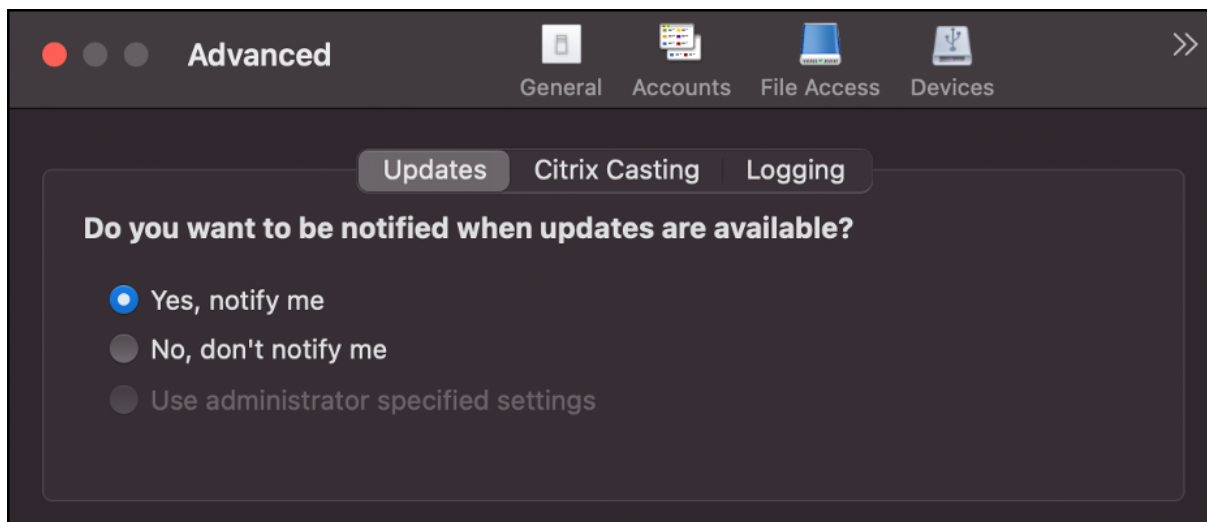 Advanced
General
Accounts
File Access
Devices
Updates
Citrix Casting
Logging
Do you want to be notified when updates are available?
Yes, notify me
No, don't notify me
Use administrator specified settings